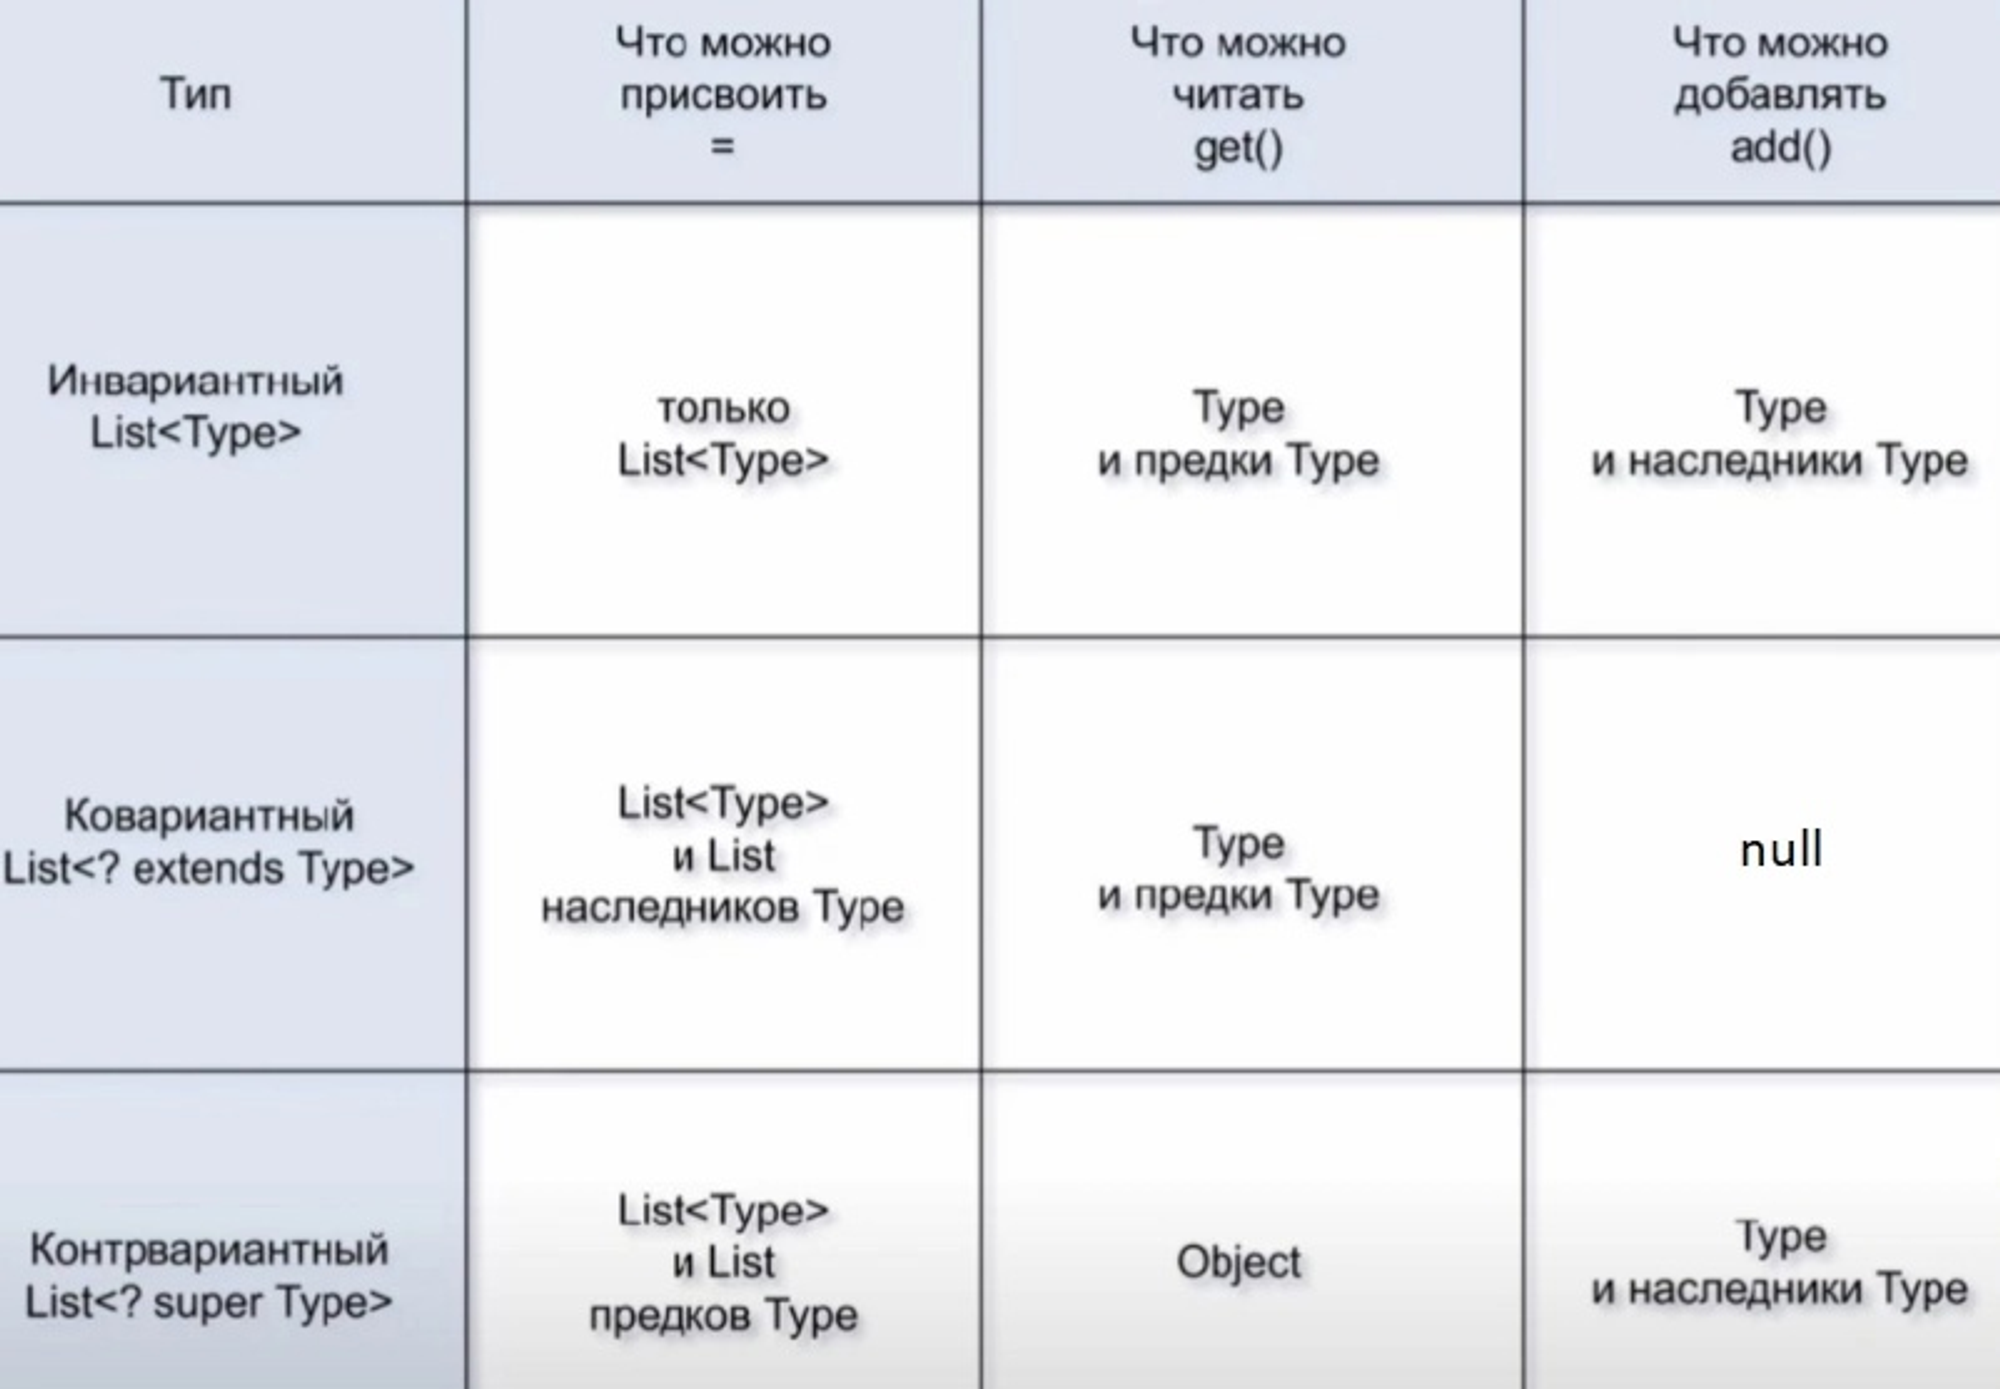 Тип
Что можно
присвоить
=
Что можно
читать
get()
Что можно
добавлять
add()
Инвариантный
List<Type>
только
List<Type>
Type
и предки Type
Type
и наследники Type
Ковариантный
List<? extends Type>
List<Type>
и List
наследников Type
Type
и предки Type
null
Контрвариантный
List<? super Type>
List<Type>
и List
предков Type
Object
Type
и наследники Type